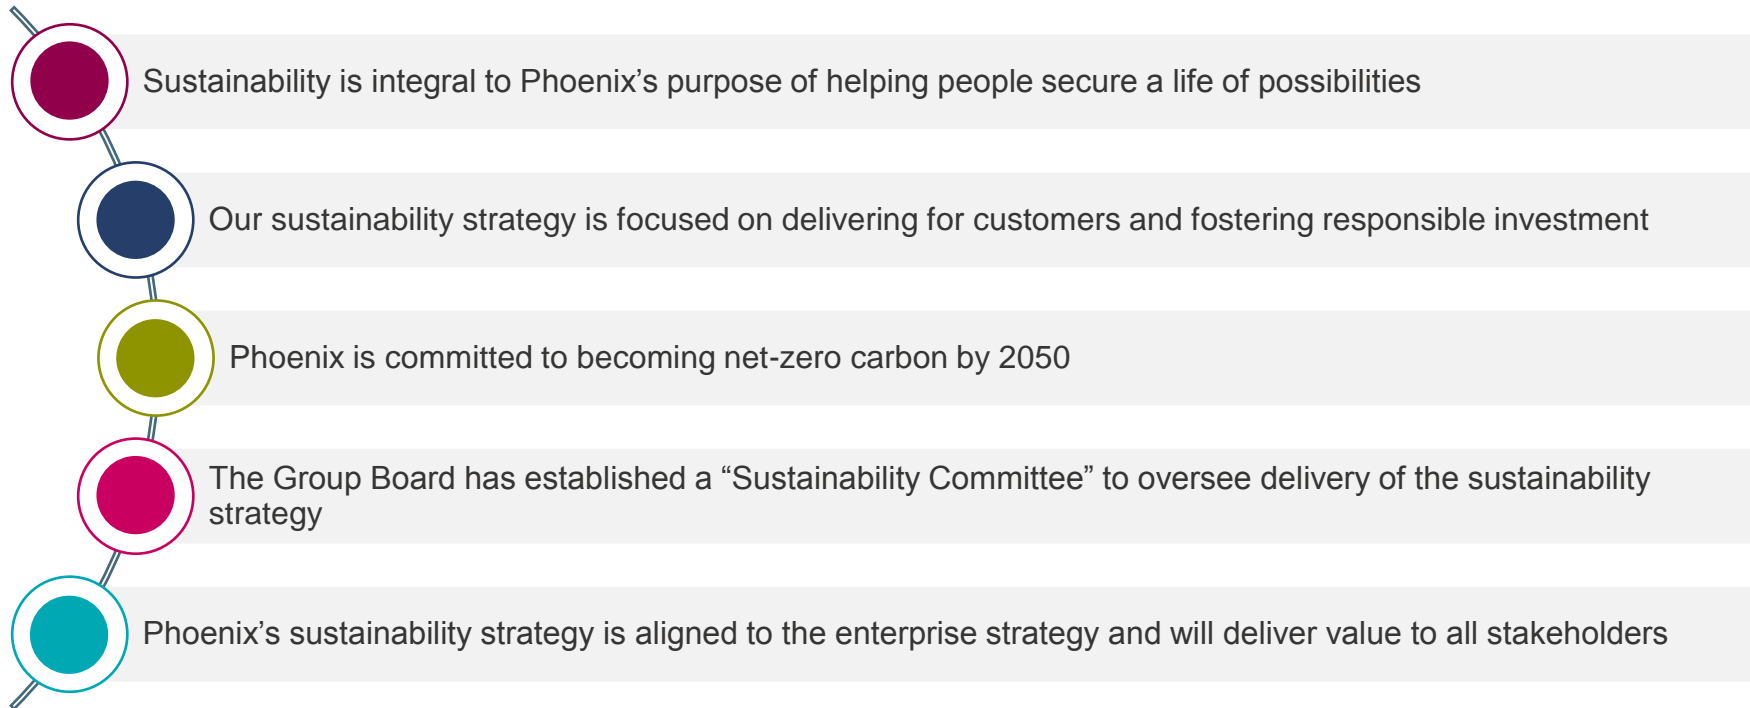 Sustainability is integral to Phoenix’s purpose of helping people secure a life of possibilities
Our sustainability strategy is focused on delivering for customers and fostering responsible investment
Phoenix is committed to becoming net-zero carbon by 2050
The Group Board has established a “Sustainability Committee” to oversee delivery of the sustainability
strategy
Phoenix’s sustainability strategy is aligned to the enterprise strategy and will deliver value to all stakeholders